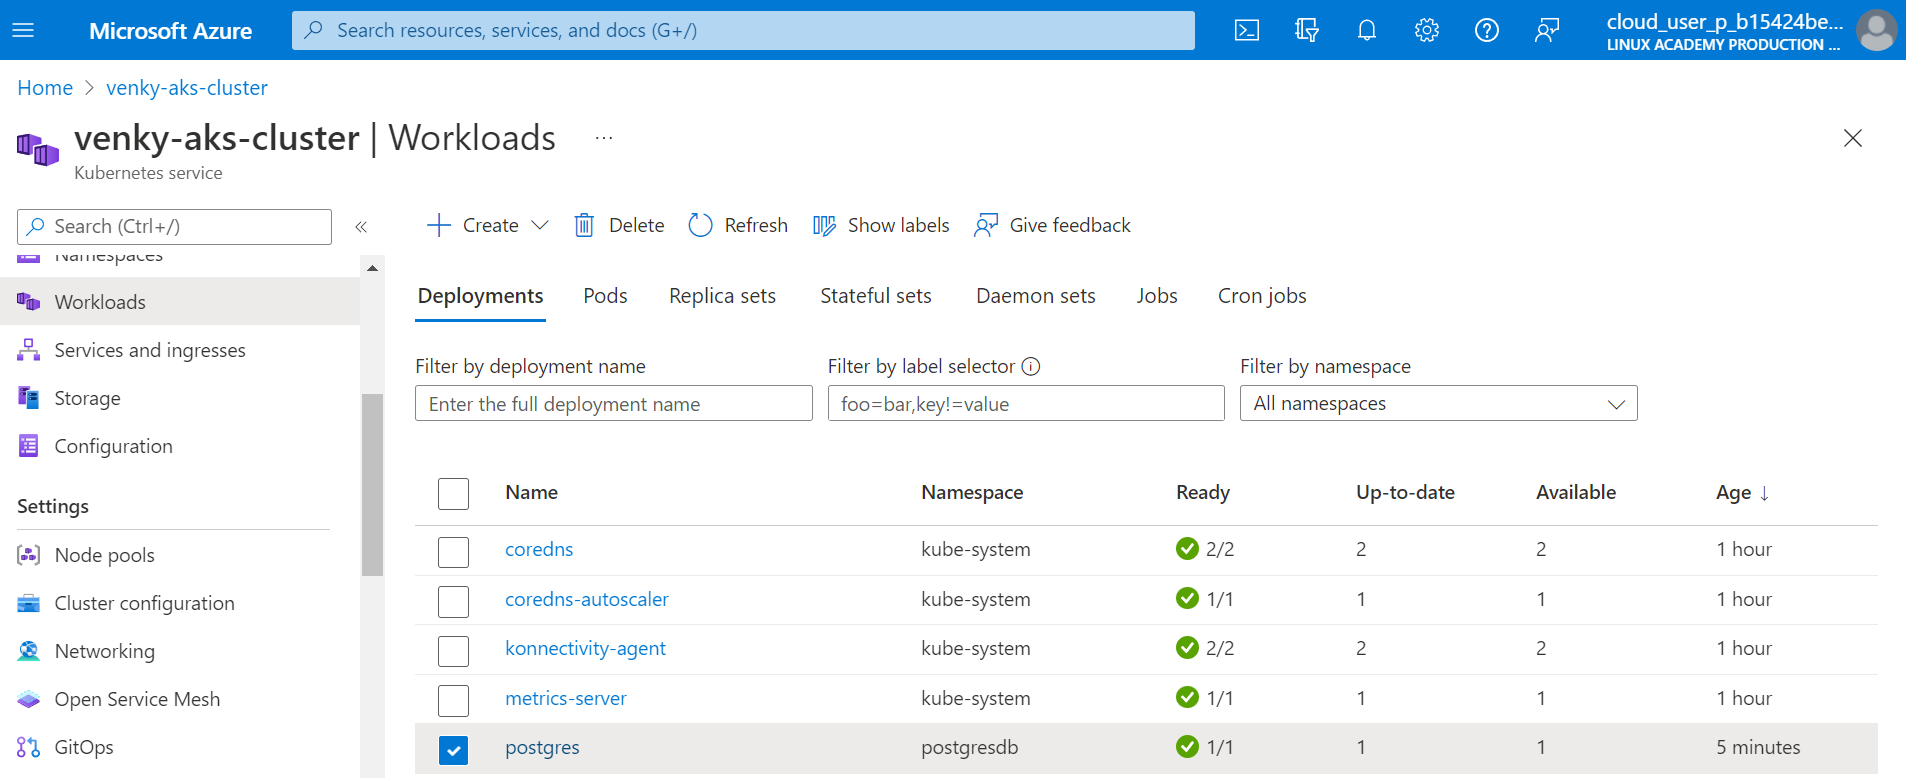 Microsoft Azure
Search resources, services, and docs (G+/)
cloud_user_p_b15424be...
LINUX ACADEMY PRODUCTION ...
Home > venky-aks-cluster
venky-aks-cluster | Workloads ...
Kubernetes service
Search (Ctrl+/)
«
Namespaces
Workloads
Services and ingresses
Storage
Configuration
Settings
Node pools
Cluster configuration
Networking
Open Service Mesh
GitOps
Create Delete Refresh Show labels Give feedback
Deployments Pods Replica sets Stateful sets Daemon sets Jobs Cron jobs
Filter by deployment name Filter by label selector Filter by namespace
Enter the full deployment name foo=bar,key!=value All namespaces
Name Namespace Ready Up-to-date Available Age ↓
coredns kube-system 2/2 2 2 1 hour
coredns-autoscaler kube-system 1/1 1 1 1 hour
konnectivity-agent kube-system 2/2 2 2 1 hour
metrics-server kube-system 1/1 1 1 1 hour
postgres postgresdb 1/1 1 1 5 minutes